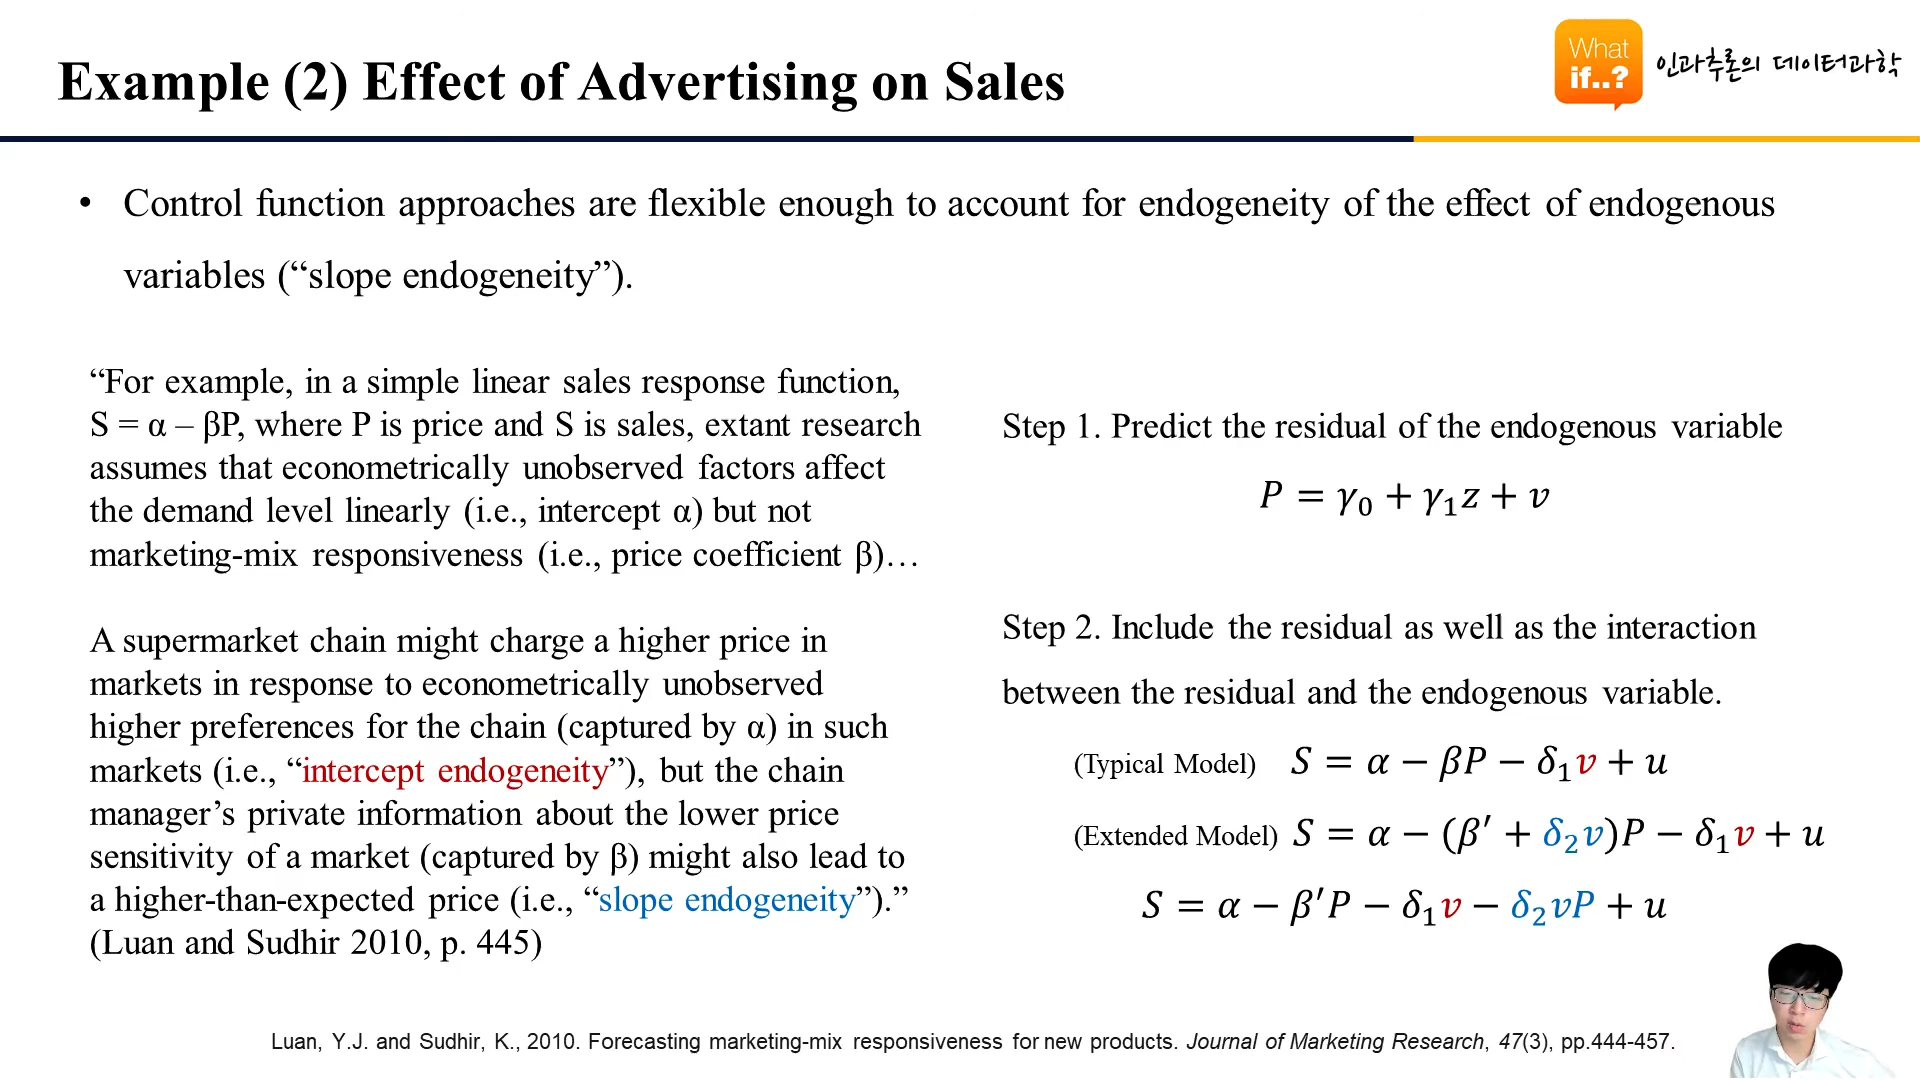 Example (2) Effect of Advertising on Sales
What
if..?
인과추론의 데이터과학
• Control function approaches are flexible enough to account for endogeneity of the effect of endogenous
variables (“slope endogeneity”).
“For example, in a simple linear sales response function,
S = α – βP, where P is price and S is sales, extant research
assumes that econometrically unobserved factors affect
the demand level linearly (i.e., intercept α) but not
marketing-mix responsiveness (i.e., price coefficient β)…
A supermarket chain might charge a higher price in
markets in response to econometrically unobserved
higher preferences for the chain (captured by α) in such
markets (i.e., “intercept endogeneity”), but the chain
manager’s private information about the lower price
sensitivity of a market (captured by β) might also lead to
a higher-than-expected price (i.e., “slope endogeneity”).”
(Luan and Sudhir 2010, p. 445)
Step 1. Predict the residual of the endogenous variable
P = γ₀ + γ₁z + v
Step 2. Include the residual as well as the interaction
between the residual and the endogenous variable.
(Typical Model) S = α − βP − δ₁v + u
(Extended Model) S = α − (β′ + δ₂v)P − δ₁v + u
S = α − β′P − δ₁v − δ₂vP + u
Luan, Y.J. and Sudhir, K., 2010. Forecasting marketing-mix responsiveness for new products. Journal of Marketing Research, 47(3), pp.444-457.